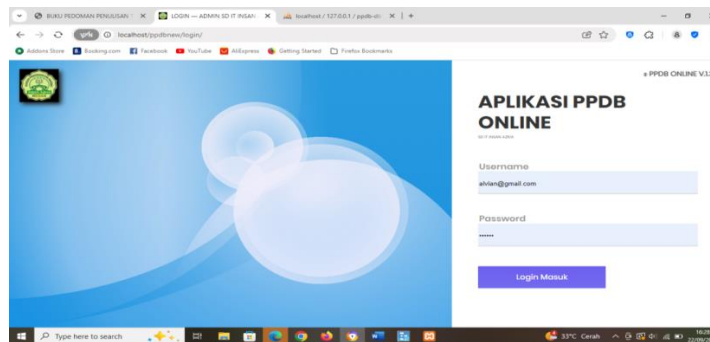 BUKU PEDOMAN PENULISAN
LOGIN — ADMIN SD IT INSAN
localhost / 127.0.0.1 / ppdb-
localhost/ppdbnew/login/
Addons Store Booking.com Facebook YouTube AliExpress Getting Started Firefox Bookmarks
PPDB ONLINE V.1.
APLIKASI PPDB
ONLINE
Username
alvian@gmail.com
Password
••••••
Login Masuk
Type here to search
33°C Cerah